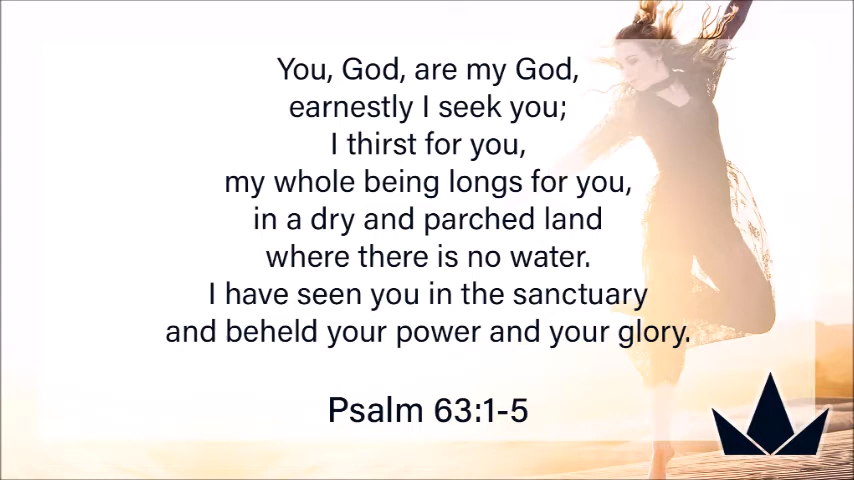 You, God, are my God,
earnestly I seek you;
I thirst for you,
my whole being longs for you,
in a dry and parched land
where there is no water.
I have seen you in the sanctuary
and beheld your power and your glory.
Psalm 63:1-5